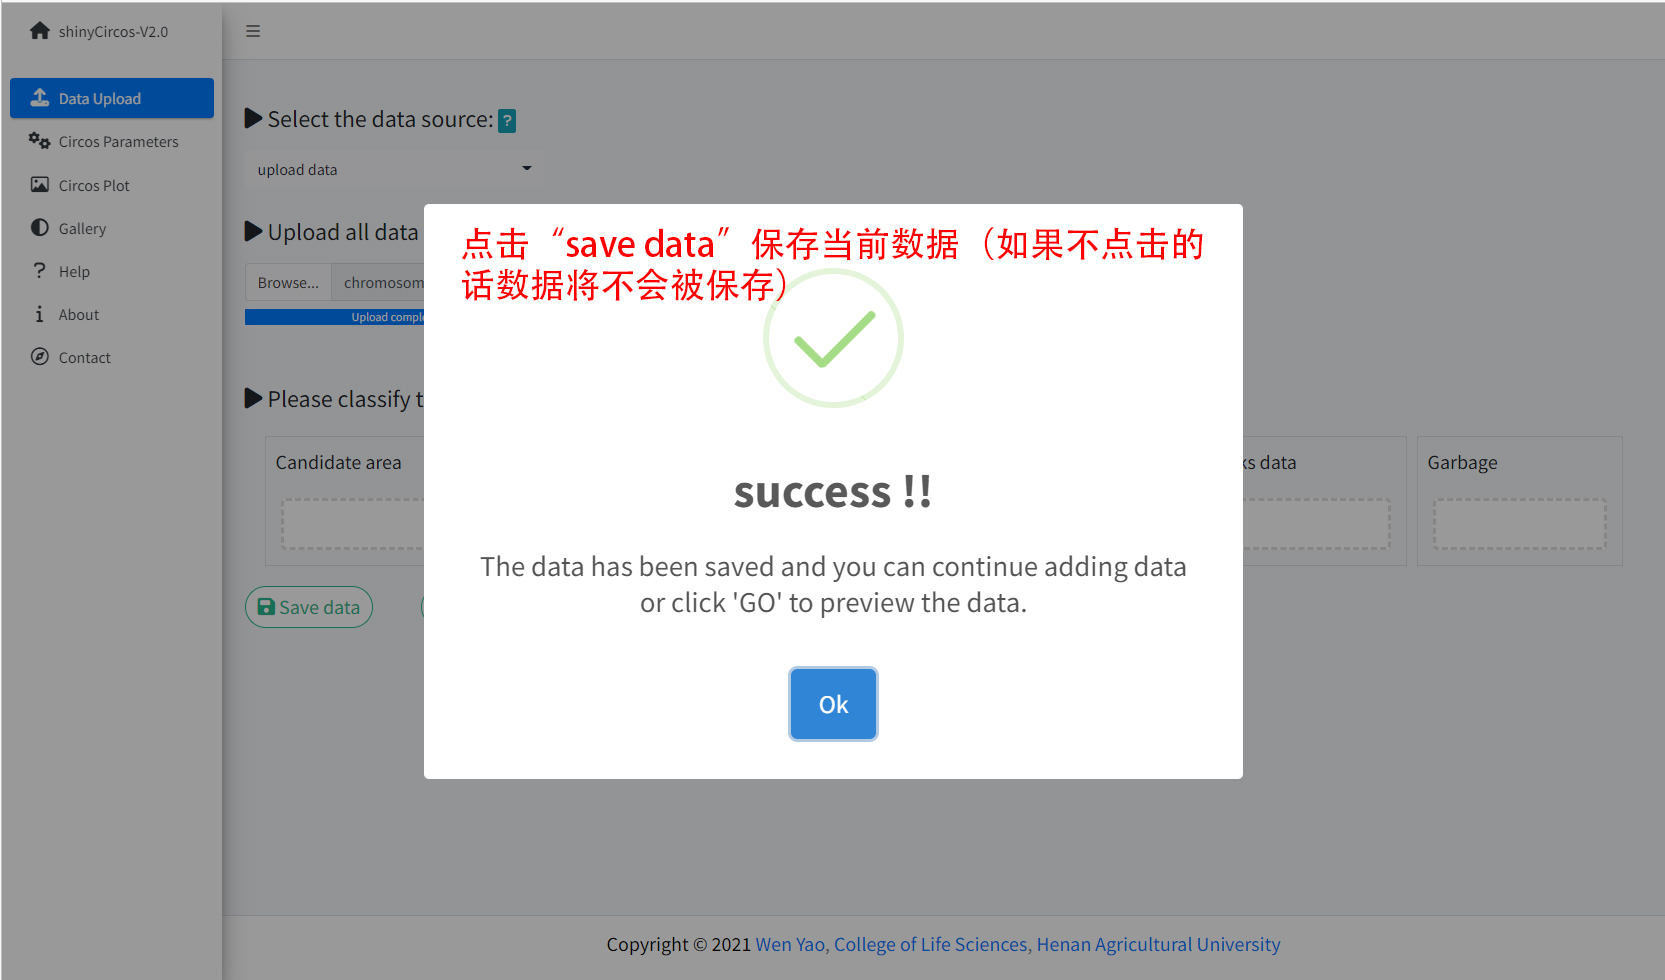 shinyCircos-V2.0
Data Upload
Circos Parameters
Circos Plot
Gallery
Help
About
Contact
Select the data source: ?
upload data
Upload all data
Browse...
chromosom
Upload comple
Please classify t
Candidate area
ks data
Garbage
Save data
点击“save data”保存当前数据（如果不点击的
话数据将不会被保存）
success !!
The data has been saved and you can continue adding data
or click 'GO' to preview the data.
Ok
Copyright © 2021 Wen Yao, College of Life Sciences, Henan Agricultural University